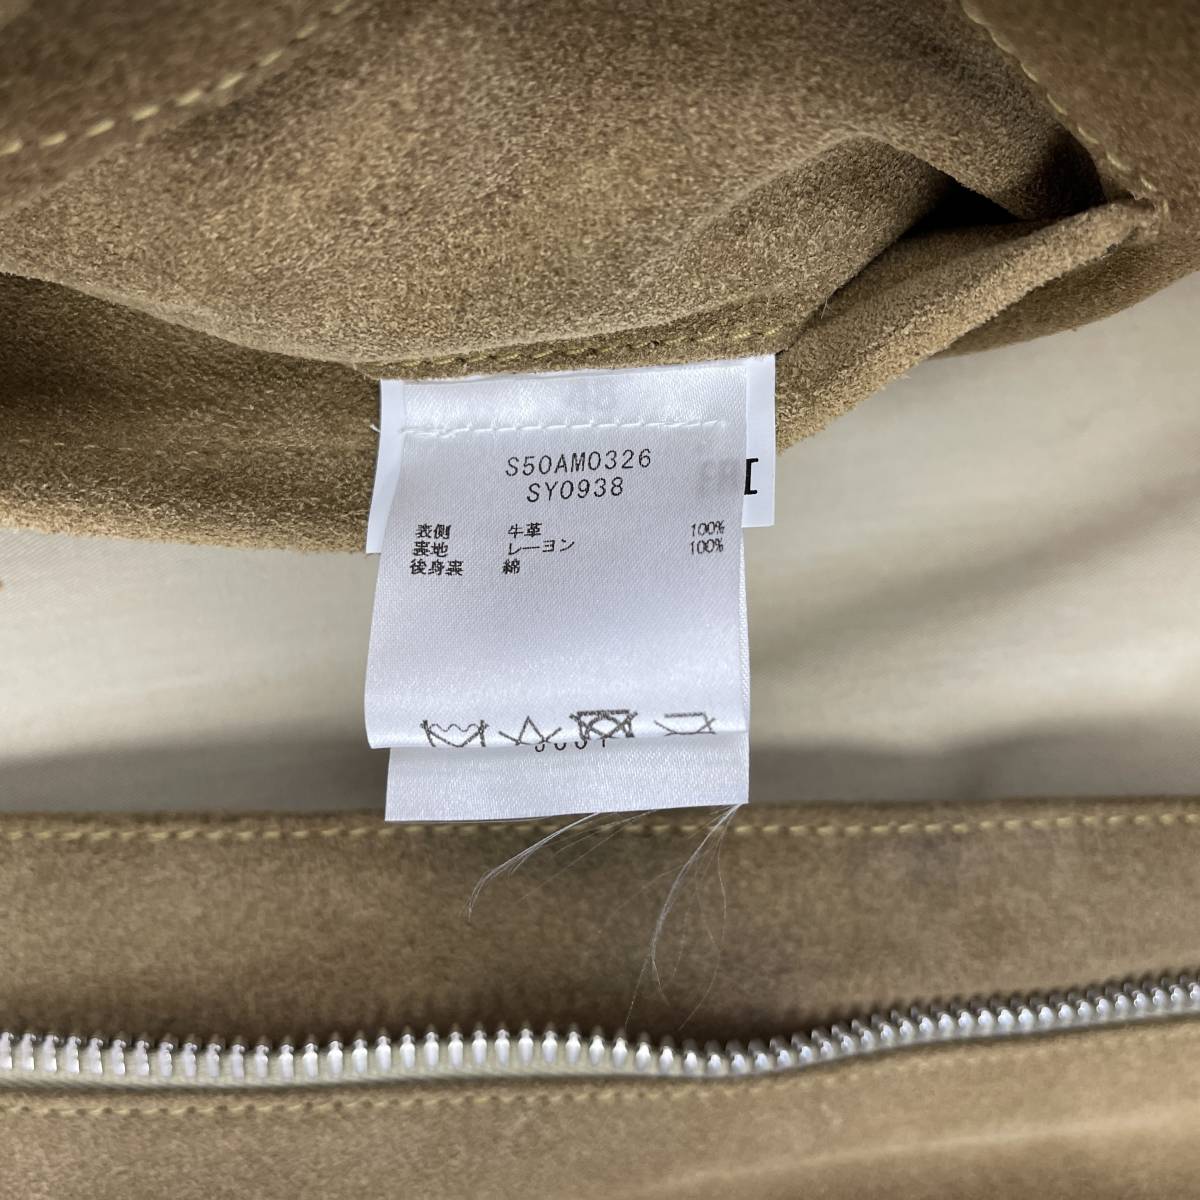 S50AM0326
SY0938
表側 牛革 100%
裏地 レーヨン 100%
後身裏 綿